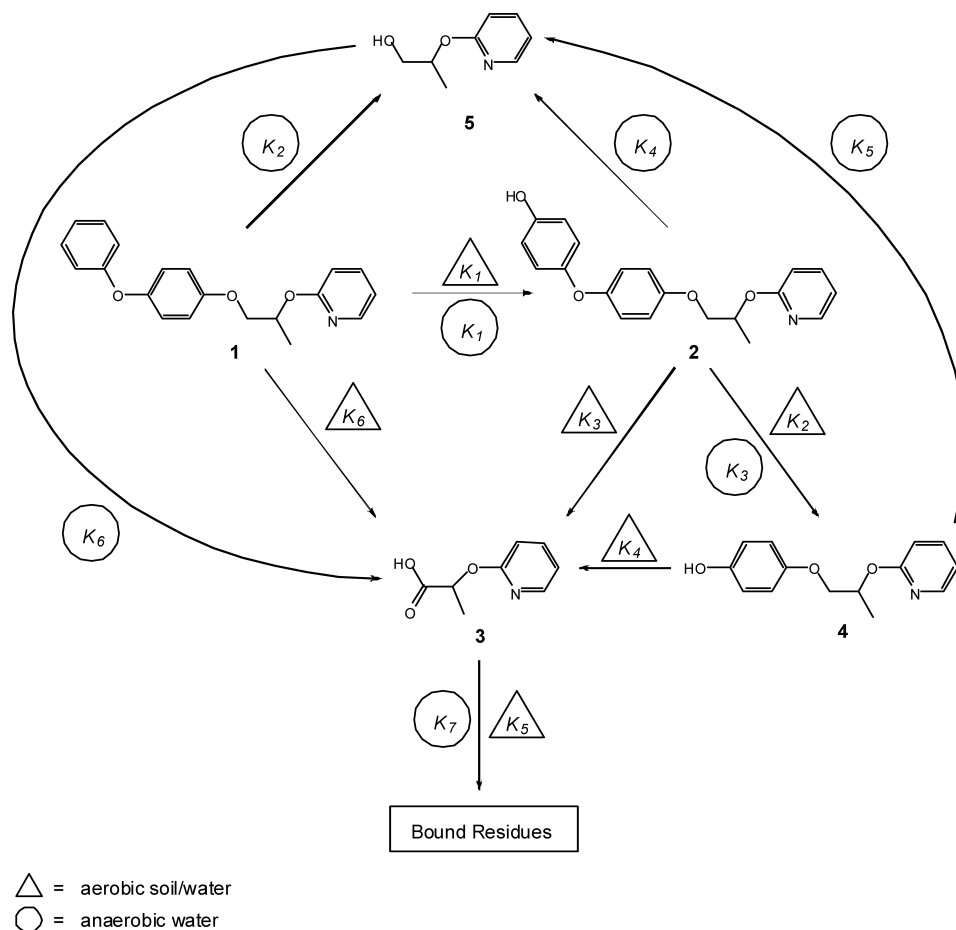 HO O N
5
K2 K4 K5
HO
K1
O O O N
K1
O O O N
1
2
K6 K3 K2
K3
K6
K4
HO O N
O
HO O O N
3
4
K7 K5
Bound Residues
= aerobic soil/water
= anaerobic water